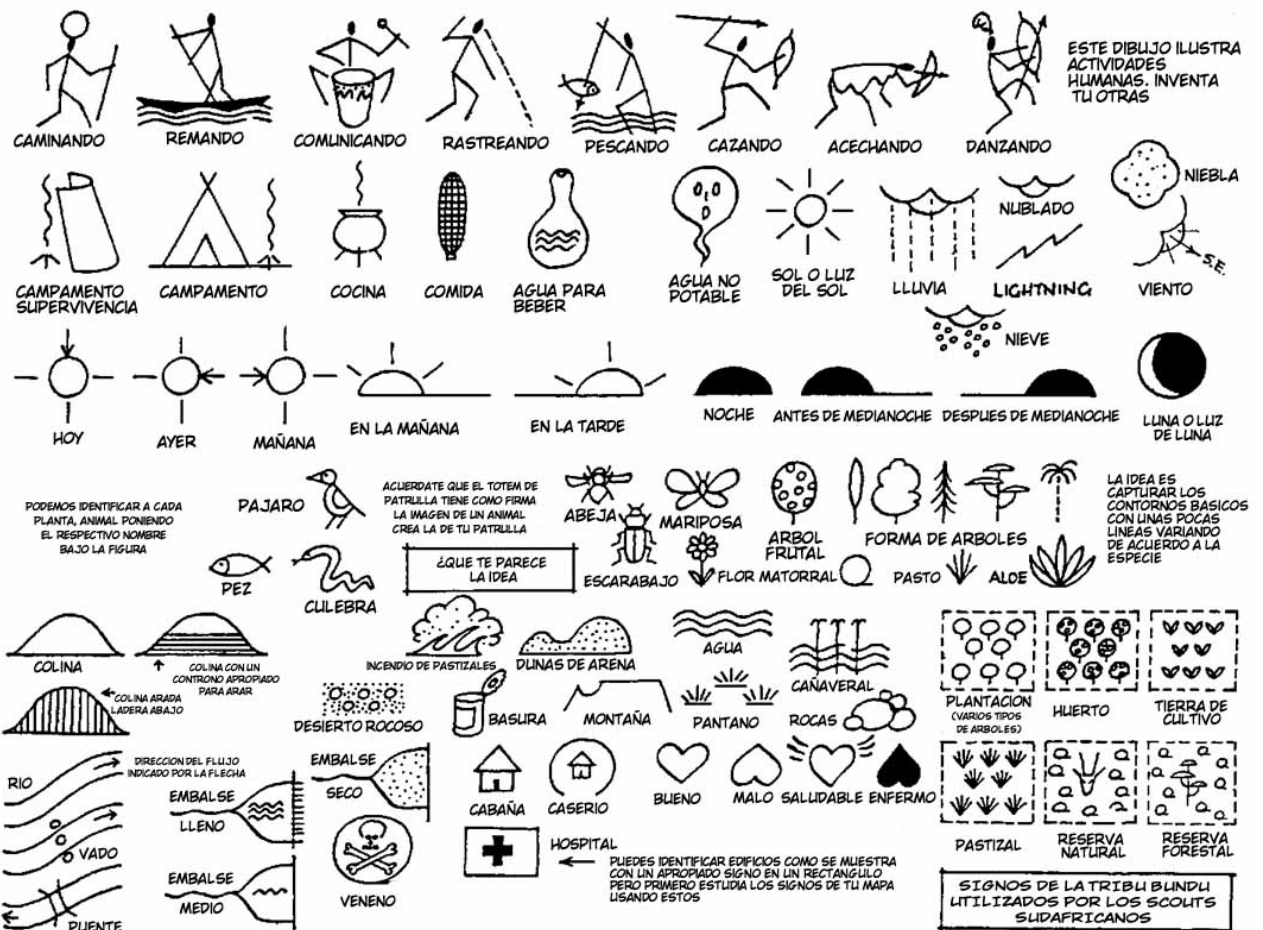 ESTE DIBUJO ILUSTRA
ACTIVIDADES
HUMANAS. INVENTA
TU OTRAS
CAMINANDO
REMANDO
COMUNICANDO
RASTREANDO
PESCANDO
CAZANDO
ACECHANDO
DANZANDO
NIEBLA
NUBLADO
S.E.
CAMPAMENTO
SUPERVIVENCIA
CAMPAMENTO
COCINA
COMIDA
AGUA PARA
BEBER
AGUA NO
POTABLE
SOL O LUZ
DEL SOL
LLUVIA
LIGHTNING
VIENTO
NIEVE
HOY
AYER
MAÑANA
EN LA MAÑANA
EN LA TARDE
NOCHE
ANTES DE MEDIANOCHE
DESPUES DE MEDIANOCHE
LUNA O LUZ
DE LUNA
PODEMOS IDENTIFICAR A CADA
PLANTA, ANIMAL PONIENDO
EL RESPECTIVO NOMBRE
BAJO LA FIGURA
PAJARO
ACUERDATE QUE EL TOTEM DE
PATRULLA TIENE COMO FIRMA
LA IMAGEN DE UN ANIMAL
CREA LA DE TU PATRULLA
ABEJA
MARIPOSA
ARBOL
FRUTAL
FORMA DE ARBOLES
LA IDEA ES
CAPTURAR LOS
CONTORNOS BASICOS
CON UNAS POCAS
LINEAS VARIANDO
DE ACUERDO A LA
ESPECIE
PEZ
CULEBRA
¿QUE TE PARECE
LA IDEA
ESCARABAJO
FLOR
MATORRAL
PASTO
ALOE
COLINA
COLINA CON UN
CONTRONO APROPIADO
PARA ARAR
INCENDIO DE PASTIZALES
DUNAS DE ARENA
AGUA
CAÑAVERAL
PLANTACION
(VARIOS TIPOS
DE ARBOLES)
HUERTO
TIERRA DE
CULTIVO
COLINA ARADA
LADERA ABAJO
DESIERTO ROCOSO
BASURA
MONTAÑA
PANTANO
ROCAS
RIO
DIRECCION DEL FLUJO
INDICADO POR LA FLECHA
EMBALSE
LLENO
EMBALSE
SECO
CABAÑA
CASERIO
BUENO
MALO
SALUDABLE
ENFERMO
PASTIZAL
RESERVA
NATURAL
RESERVA
FORESTAL
VADO
EMBALSE
MEDIO
VENENO
HOSPITAL
PUEDES IDENTIFICAR EDIFICIOS COMO SE MUESTRA
CON UN APROPIADO SIGNO EN UN RECTANGULO
PERO PRIMERO ESTUDIA LOS SIGNOS DE TU MAPA
USANDO ESTOS
PUENTE
SIGNOS DE LA TRIBU BUNDU
UTILIZADOS POR LOS SCOUTS
SUDAFRICANOS